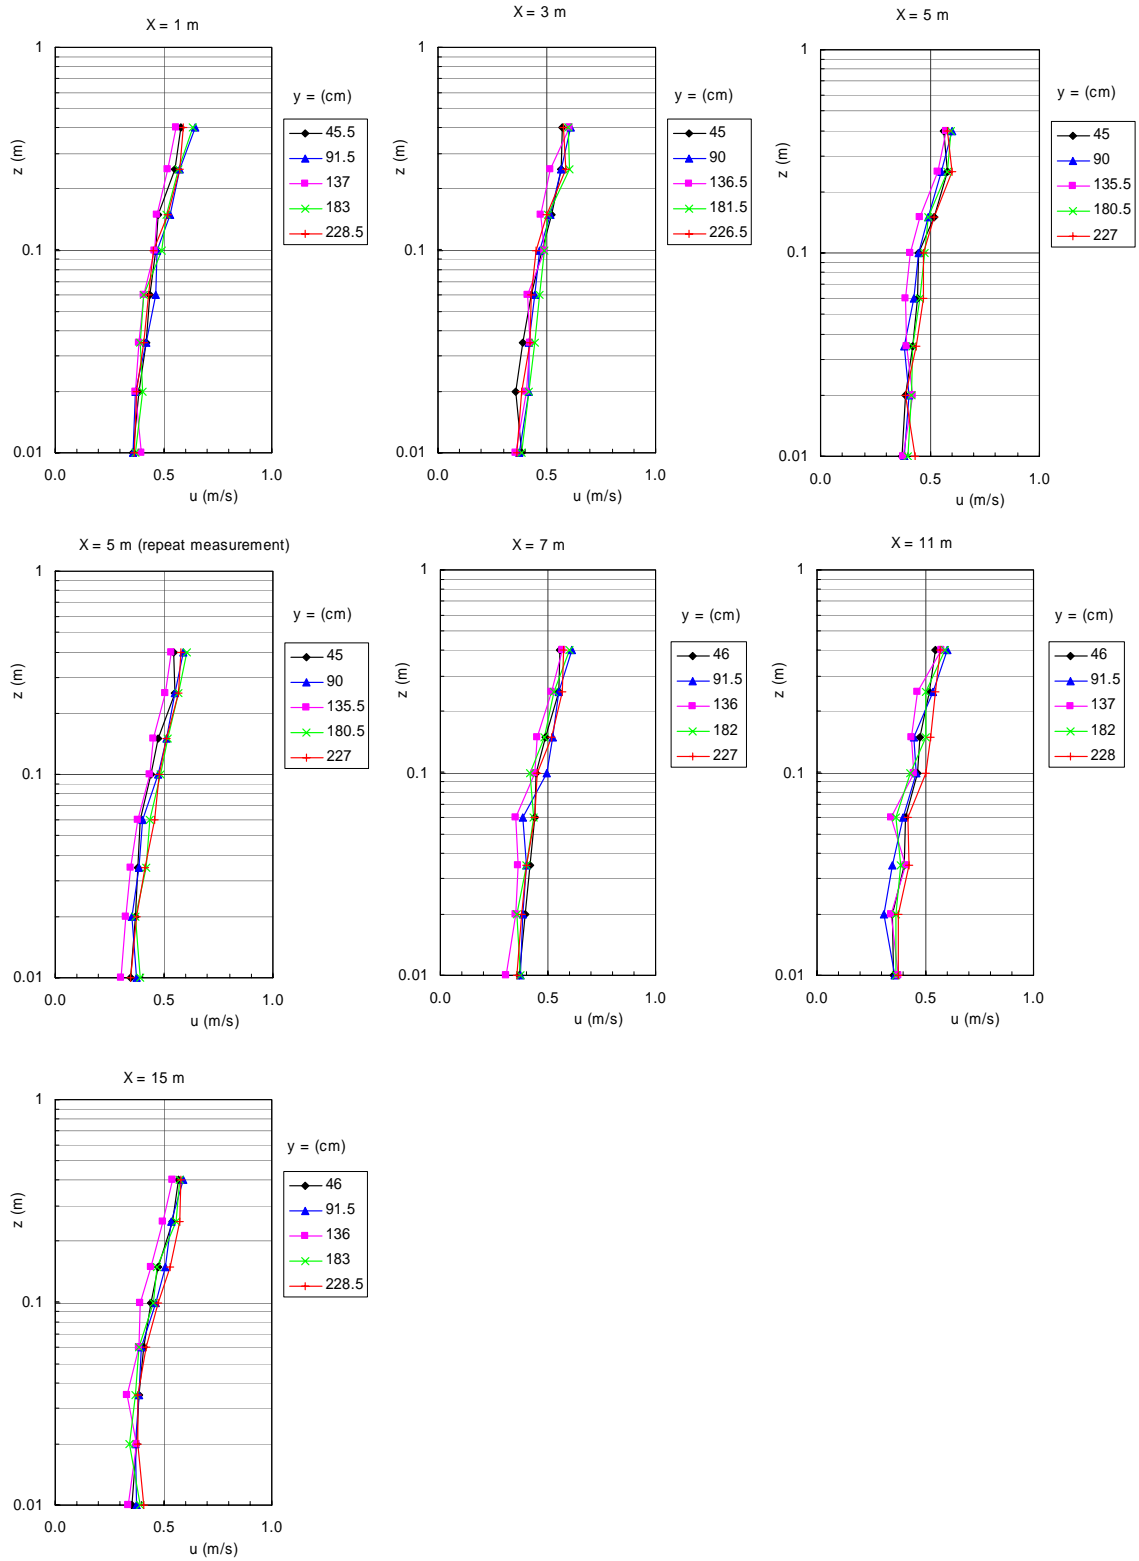 X = 1 m
1
0.1
0.01
z (m)
0.0
0.5
1.0
u (m/s)
y = (cm)
45.5
91.5
137
183
228.5
X = 3 m
1
0.1
0.01
z (m)
0.0
0.5
1.0
u (m/s)
y = (cm)
45
90
136.5
181.5
226.5
X = 5 m
1
0.1
0.01
z (m)
0.0
0.5
1.0
u (m/s)
y = (cm)
45
90
135.5
180.5
227
X = 5 m (repeat measurement)
1
0.1
0.01
z (m)
0.0
0.5
1.0
u (m/s)
y = (cm)
45
90
135.5
180.5
227
X = 7 m
1
0.1
0.01
z (m)
0.0
0.5
1.0
u (m/s)
y = (cm)
46
91.5
136
182
227
X = 11 m
1
0.1
0.01
z (m)
0.0
0.5
1.0
u (m/s)
y = (cm)
46
91.5
137
182
228
X = 15 m
1
0.1
0.01
z (m)
0.0
0.5
1.0
u (m/s)
y = (cm)
46
91.5
136
183
228.5